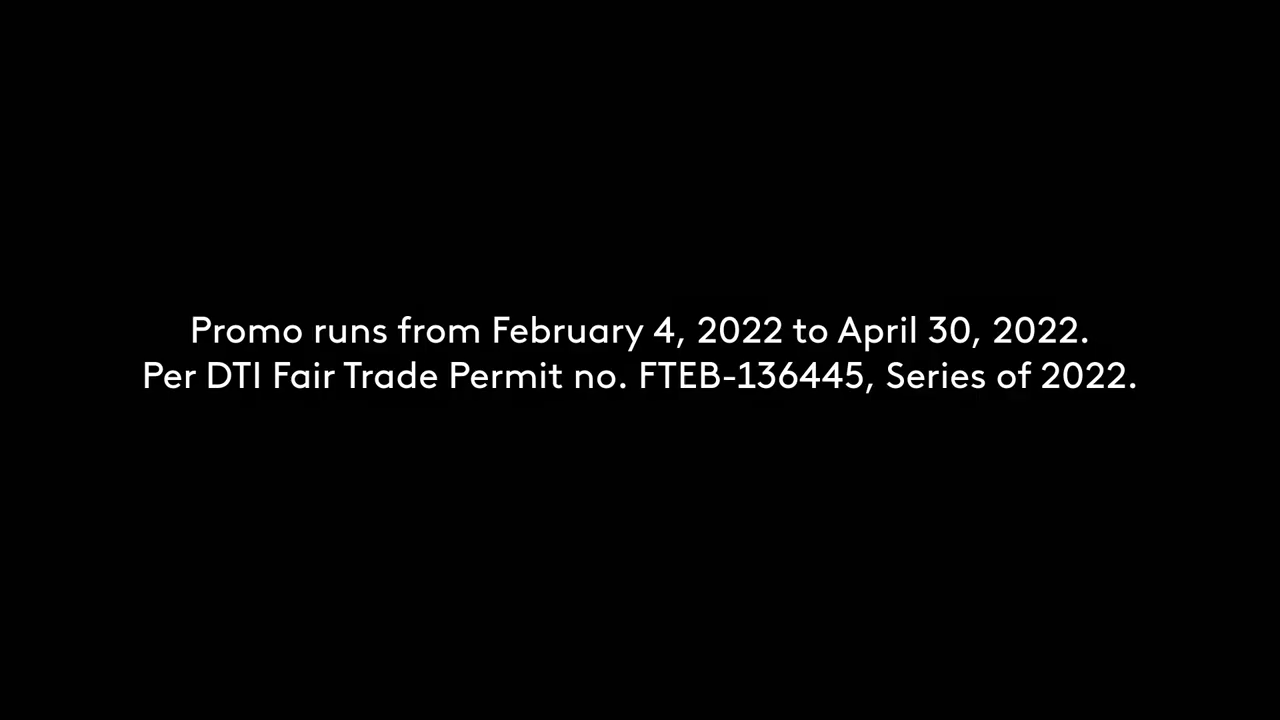 Promo runs from February 4, 2022 to April 30, 2022.
Per DTI Fair Trade Permit no. FTEB-136445, Series of 2022.